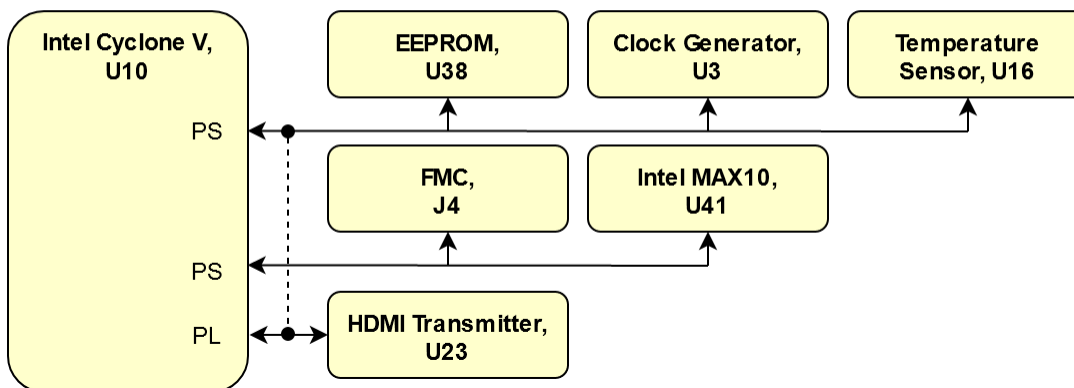 Intel Cyclone V,
U10
EEPROM,
U38
Clock Generator,
U3
Temperature
Sensor, U16
PS
FMC,
J4
Intel MAX10,
U41
PS
PL
HDMI Transmitter,
U23